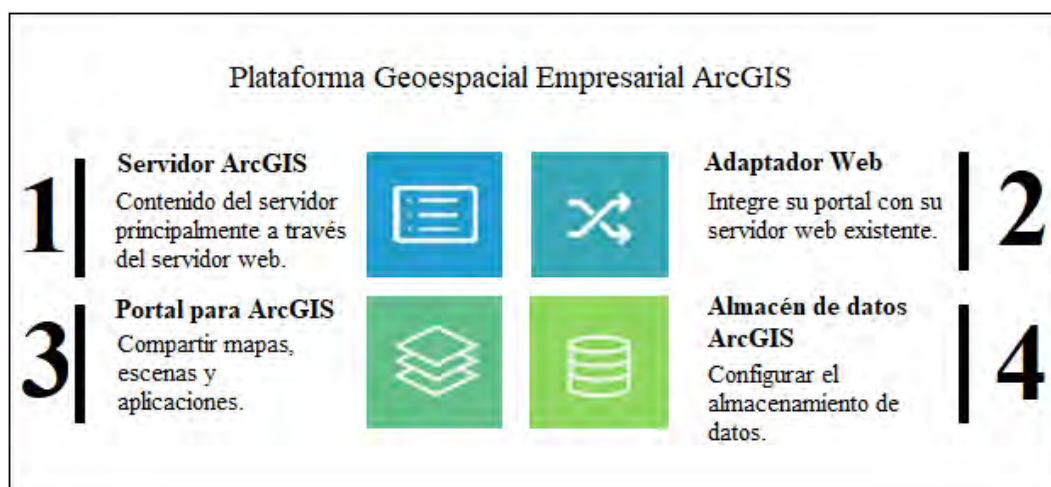 Plataforma Geoespacial Empresarial ArcGIS
1
Servidor ArcGIS
Contenido del servidor
principalmente a través
del servidor web.
Adaptador Web
Integre su portal con su
servidor web existente.
2
3
Portal para ArcGIS
Compartir mapas,
escenas y
aplicaciones.
Almacén de datos
ArcGIS
Configurar el
almacenamiento de
datos.
4